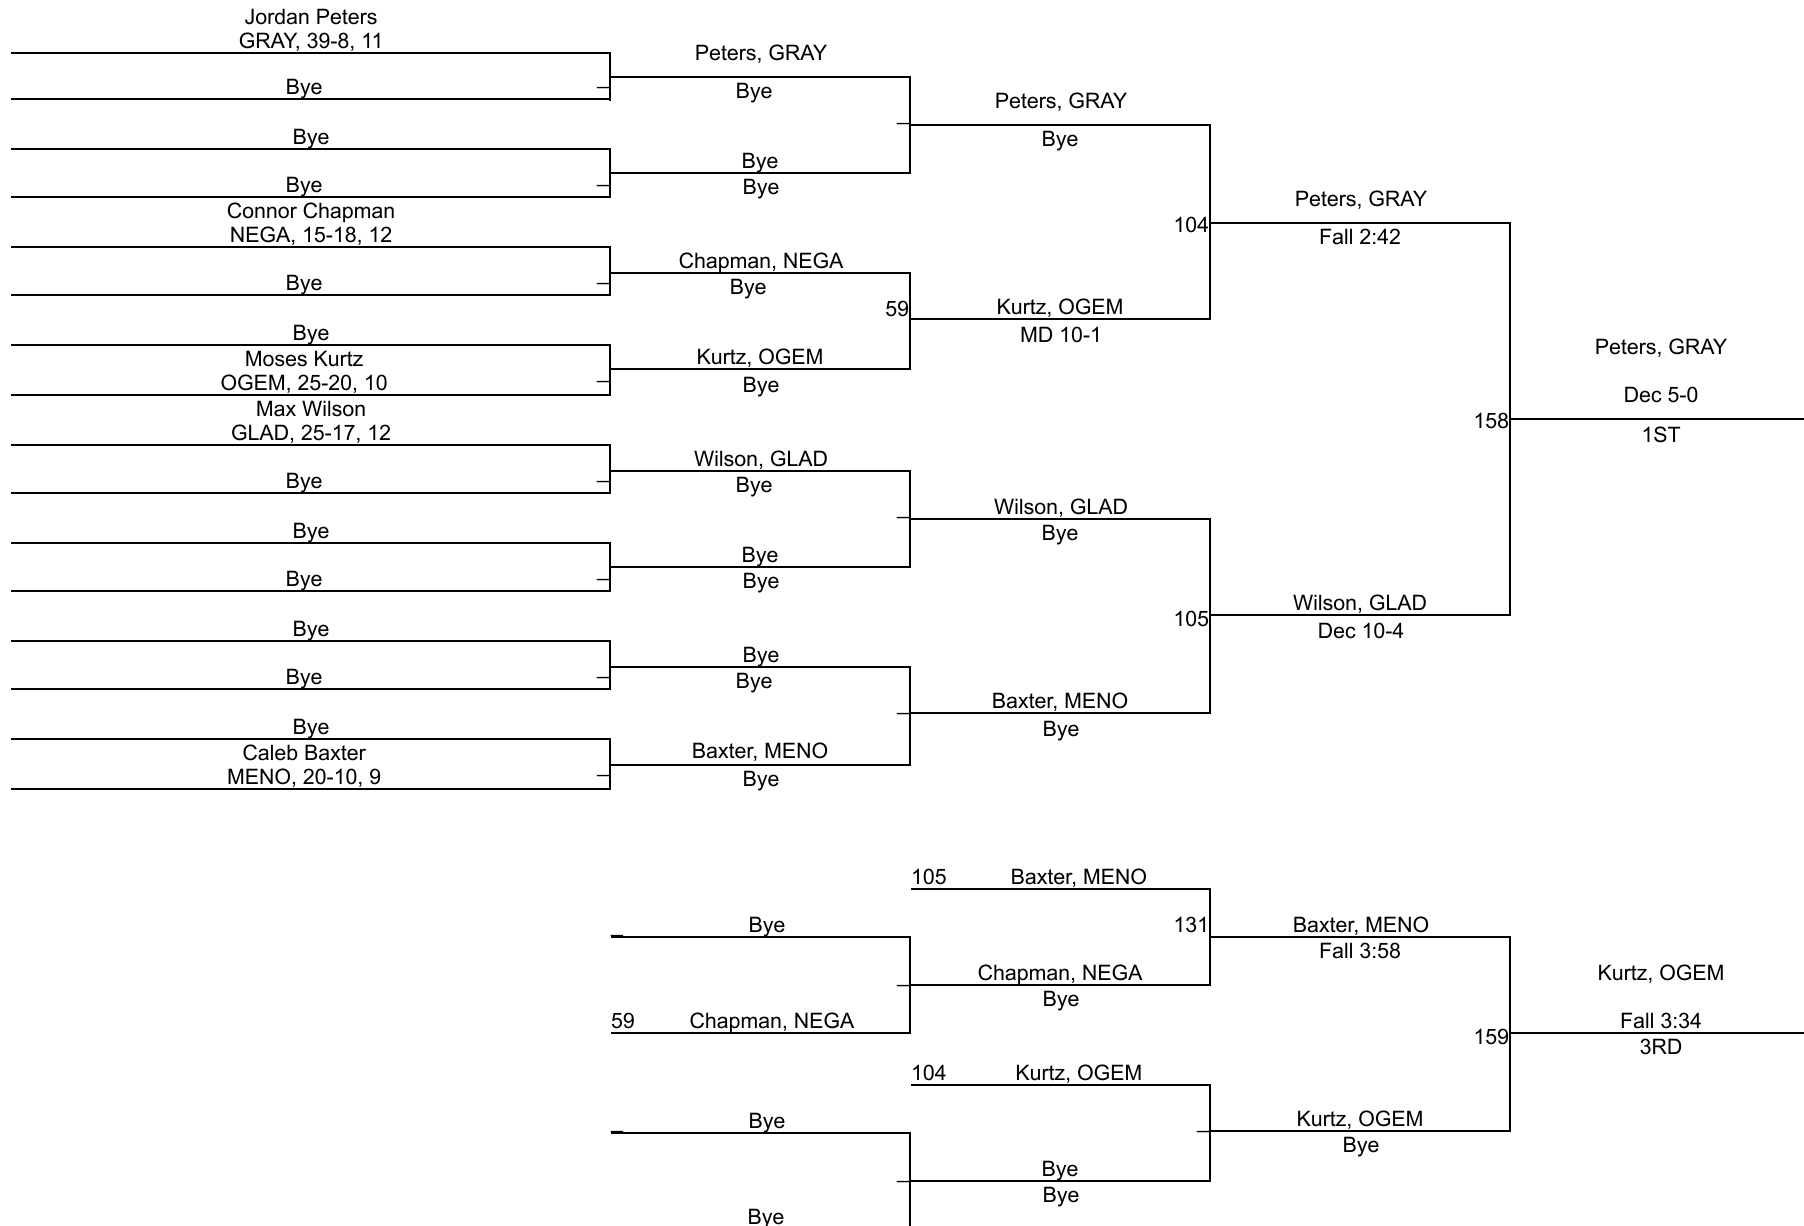 Jordan Peters
GRAY, 39-8, 11
Bye
Bye
Bye
Connor Chapman
NEGA, 15-18, 12
Bye
Bye
Moses Kurtz
OGEM, 25-20, 10
Max Wilson
GLAD, 25-17, 12
Bye
Bye
Bye
Bye
Bye
Bye
Caleb Baxter
MENO, 20-10, 9
Peters, GRAY
Bye
Bye
Bye
Chapman, NEGA
Bye
59
Kurtz, OGEM
Bye
Wilson, GLAD
Bye
Bye
Bye
Bye
Bye
Baxter, MENO
Bye
Peters, GRAY
Bye
104
Kurtz, OGEM
MD 10-1
Wilson, GLAD
Bye
105
Baxter, MENO
Bye
Peters, GRAY
Fall 2:42
158
Wilson, GLAD
Dec 10-4
Peters, GRAY
Dec 5-0
1ST
Bye
59 Chapman, NEGA
Bye
Bye
105 Baxter, MENO
131
Chapman, NEGA
Bye
104 Kurtz, OGEM
Bye
Bye
Baxter, MENO
Fall 3:58
159
Kurtz, OGEM
Bye
Kurtz, OGEM
Fall 3:34
3RD